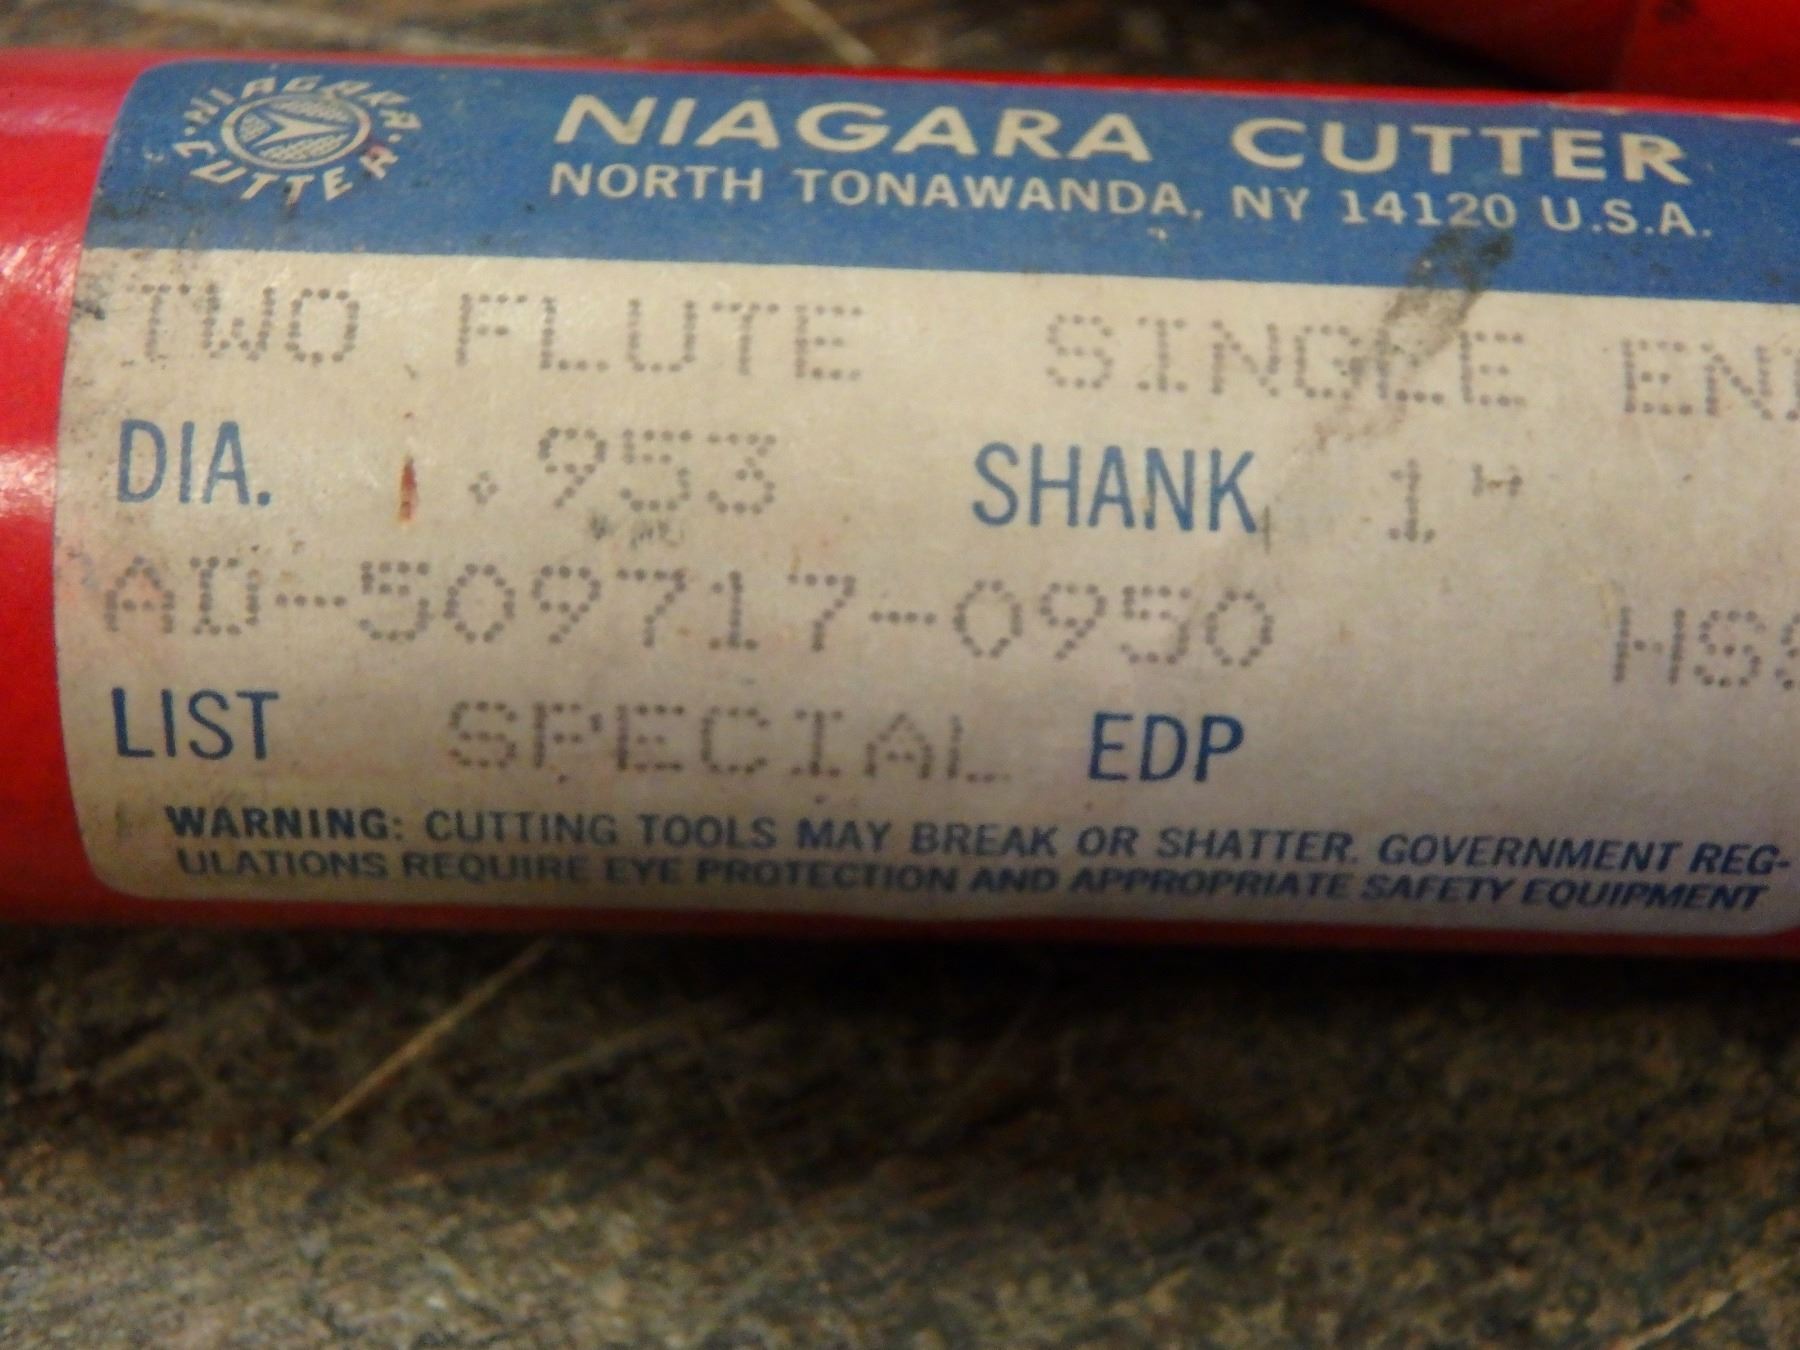 NIAGARA CUTTER
NIAGARA CUTTER
NORTH TONAWANDA, NY 14120 U.S.A.
TWO FLUTE SINGLE EN
DIA. .953 SHANK 1"
AD-509717-0950 HSS
LIST SPECIAL EDP
WARNING: CUTTING TOOLS MAY BREAK OR SHATTER. GOVERNMENT REG-
ULATIONS REQUIRE EYE PROTECTION AND APPROPRIATE SAFETY EQUIPMENT